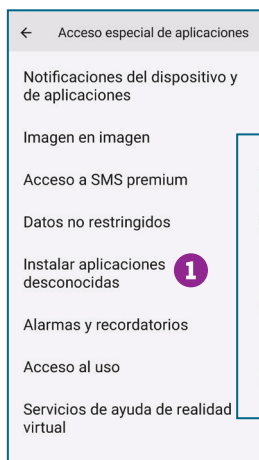 ← Acceso especial de aplicaciones
Notificaciones del dispositivo y
de aplicaciones
Imagen en imagen
Acceso a SMS premium
Datos no restringidos
Instalar aplicaciones
desconocidas
1
Alarmas y recordatorios
Acceso al uso
Servicios de ayuda de realidad
virtual